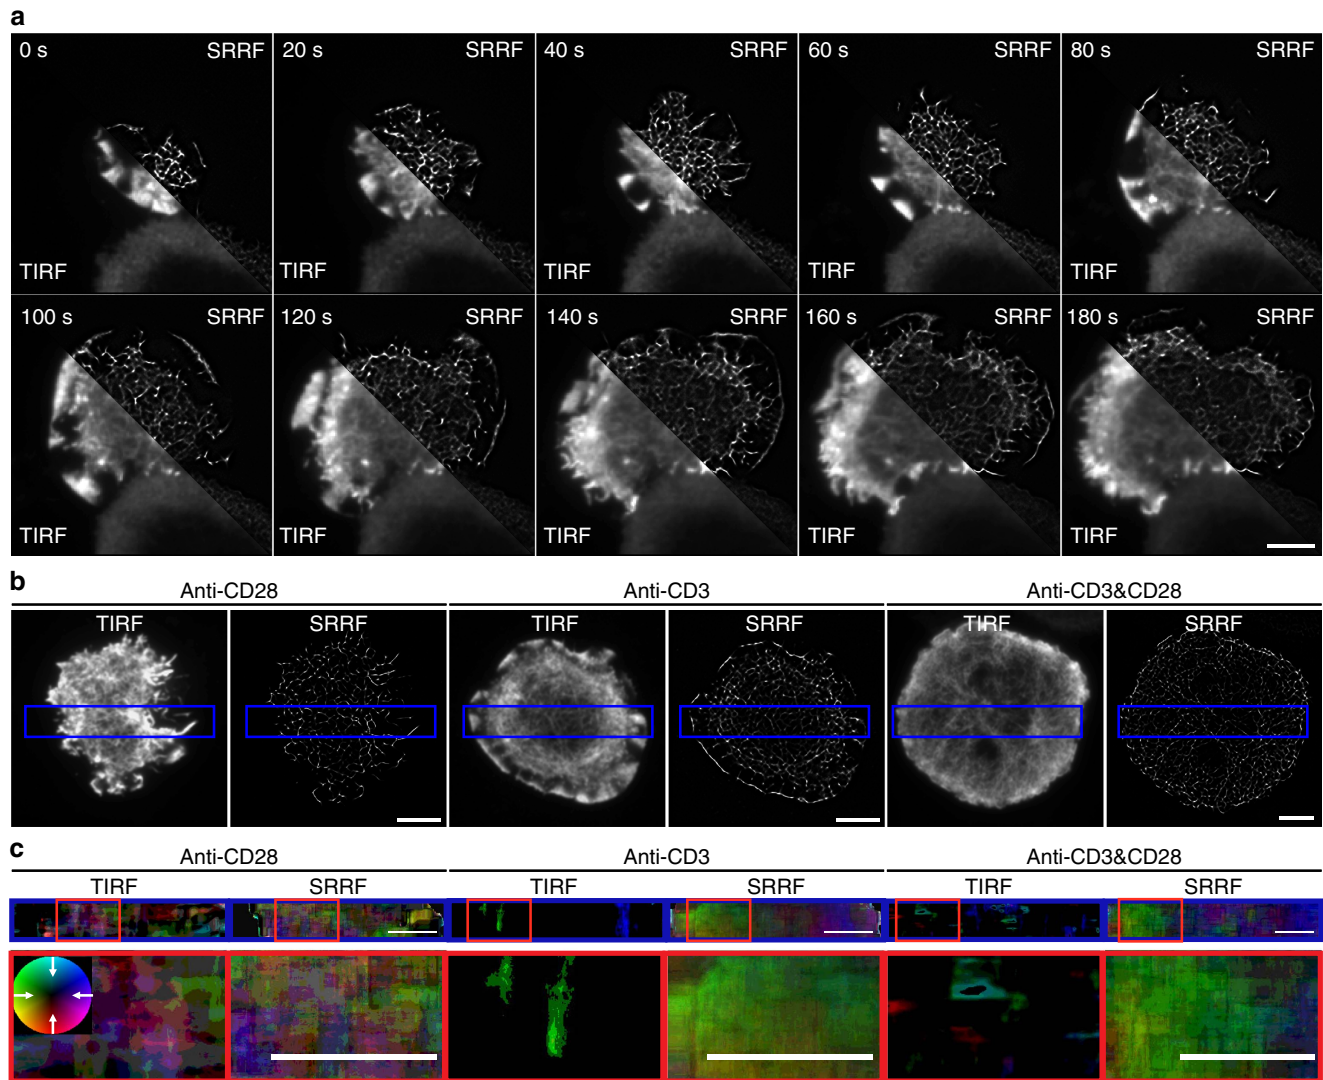 a
0 s SRRF 20 s SRRF 40 s SRRF 60 s SRRF 80 s SRRF
TIRF TIRF TIRF TIRF TIRF
100 s SRRF 120 s SRRF 140 s SRRF 160 s SRRF 180 s SRRF
TIRF TIRF TIRF TIRF TIRF
b
Anti-CD28 Anti-CD3 Anti-CD3&CD28
TIRF SRRF TIRF SRRF TIRF SRRF
c
Anti-CD28 Anti-CD3 Anti-CD3&CD28
TIRF SRRF TIRF SRRF TIRF SRRF